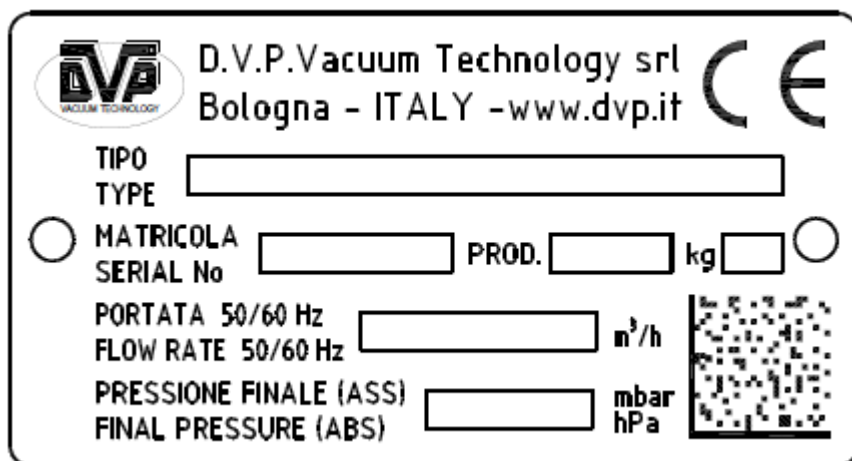 DVP
VACUUM TECHNOLOGY
D.V.P.Vacuum Technology srl
Bologna - ITALY -www.dvp.it
CE
TIPO
TYPE
MATRICOLA
SERIAL No
PROD.
kg
PORTATA 50/60 Hz
FLOW RATE 50/60 Hz
m³/h
PRESSIONE FINALE (ASS)
FINAL PRESSURE (ABS)
mbar
hPa